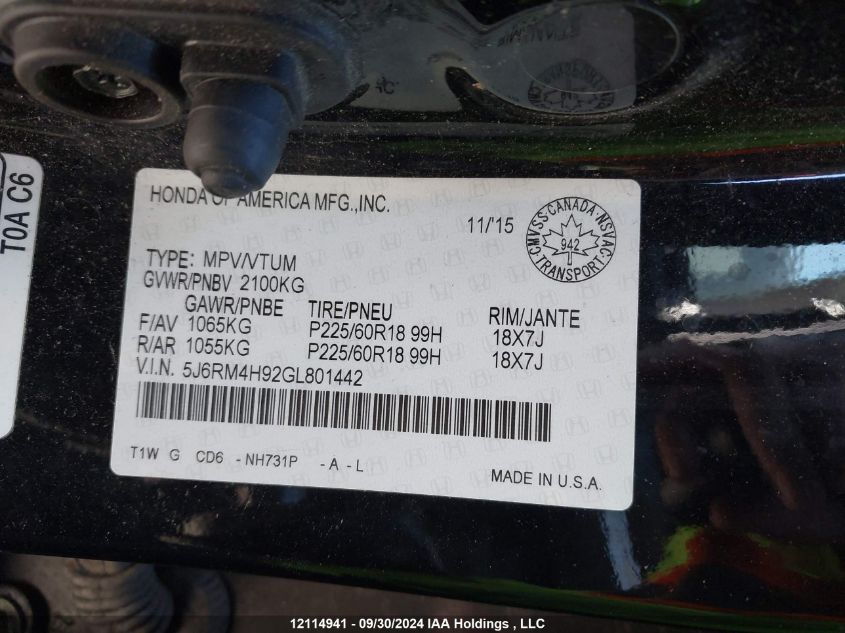 T0A C6
HONDA OF AMERICA MFG.,INC.
11/'15
CMVSS - CANADA - NSVAC
942
TRANSPORT
TYPE: MPV/VTUM
GVWR/PNBV 2100KG
GAWR/PNBE TIRE/PNEU RIM/JANTE
F/AV 1065KG P225/60R18 99H 18X7J
R/AR 1055KG P225/60R18 99H 18X7J
V.I.N. 5J6RM4H92GL801442
T1W G CD6 - NH731P - A - L
MADE IN U.S.A.
12114941 - 09/30/2024 IAA Holdings , LLC